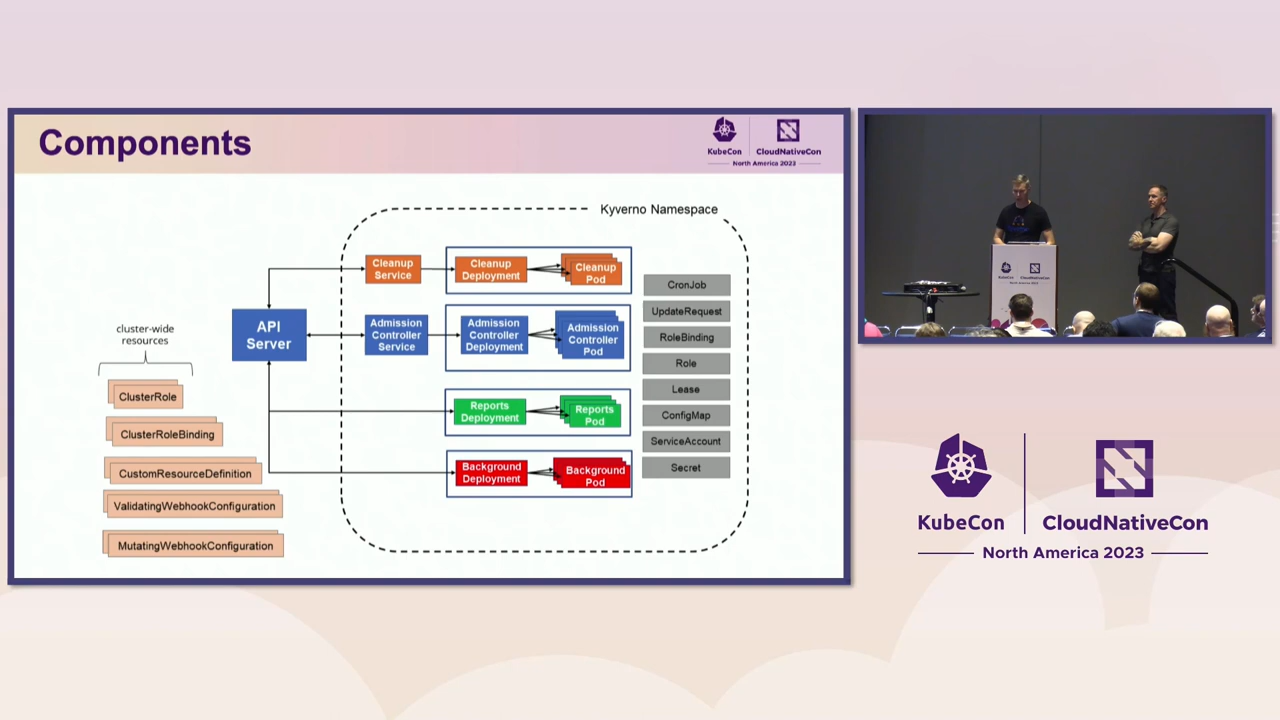 Components
KubeCon
CloudNativeCon
North America 2023
Kyverno Namespace
Cleanup
Service
Cleanup
Deployment
Cleanup
Pod
API
Server
Admission
Controller
Service
Admission
Controller
Deployment
Admission
Controller
Pod
Reports
Deployment
Reports
Pod
Background
Deployment
Background
Pod
CronJob
UpdateRequest
RoleBinding
Role
Lease
ConfigMap
ServiceAccount
Secret
cluster-wide
resources
ClusterRole
ClusterRoleBinding
CustomResourceDefinition
ValidatingWebhookConfiguration
MutatingWebhookConfiguration
KubeCon
CloudNativeCon
North America 2023